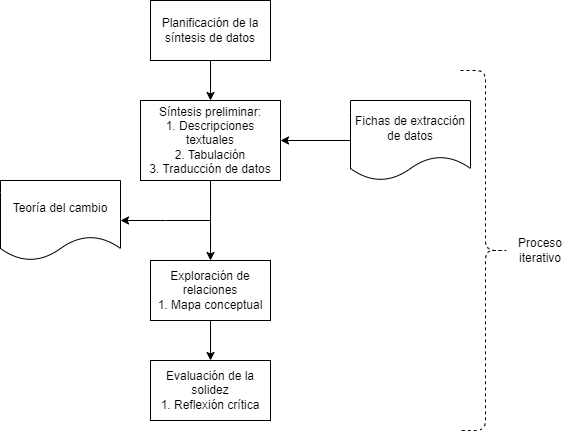 Planificación de la
síntesis de datos
Síntesis preliminar:
1. Descripciones
textuales
2. Tabulación
3. Traducción de datos
Fichas de extracción
de datos
Teoría del cambio
Proceso
iterativo
Exploración de
relaciones
1. Mapa conceptual
Evaluación de la
solidez
1. Reflexión crítica